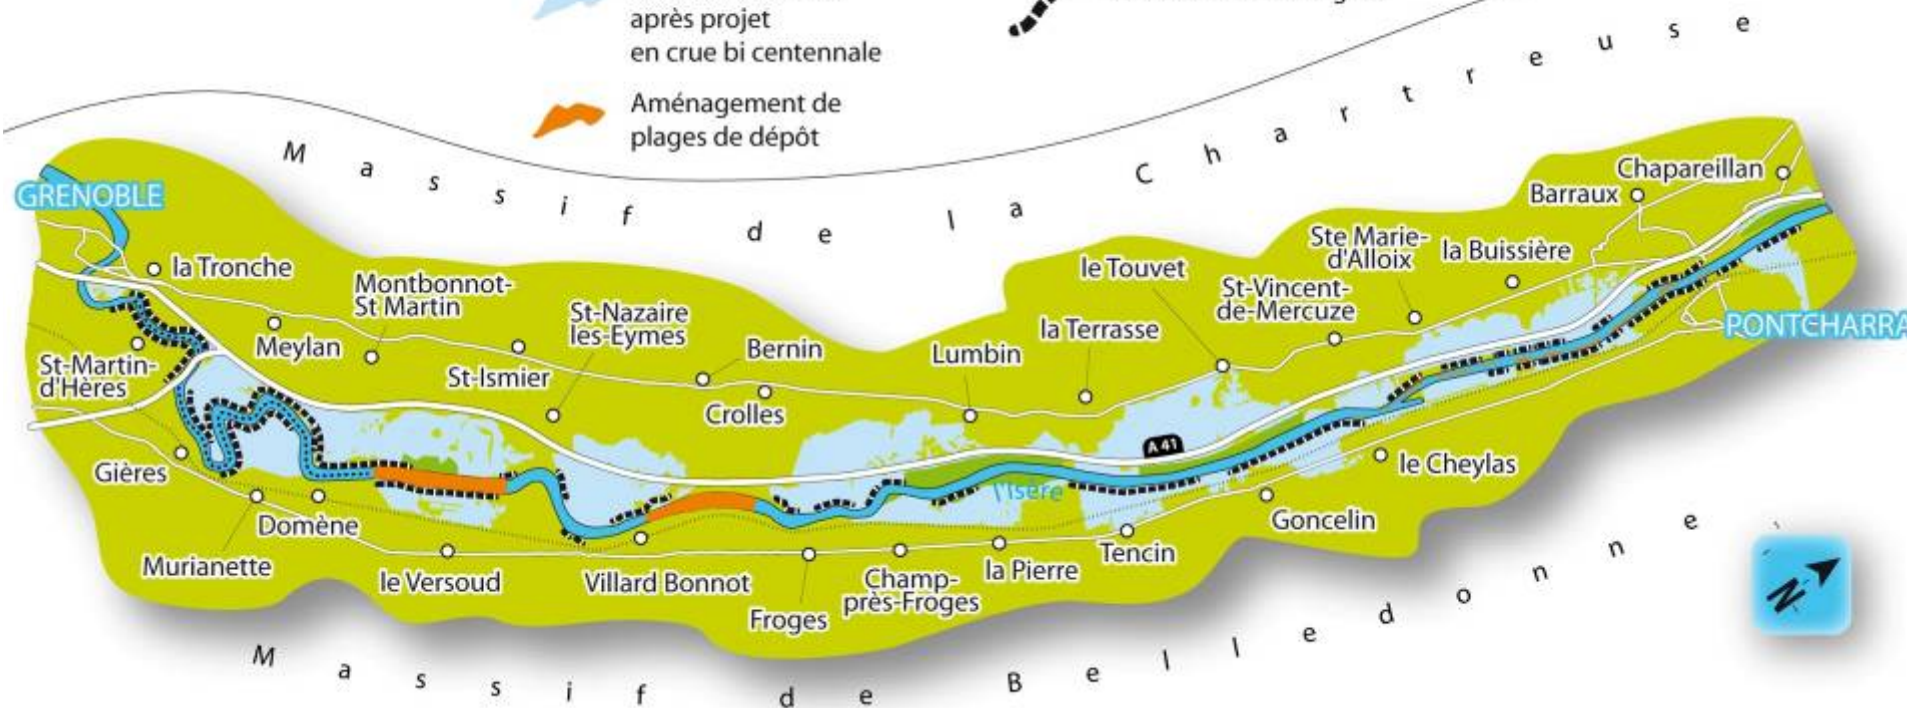 après projet
en crue bi centennale
Aménagement de
plages de dépôt
Massif de la Chartreuse
GRENOBLE
la Tronche
Montbonnot-
St Martin
Meylan
St-Martin-
d'Hères
St-Ismier
St-Nazaire
les-Eymes
Bernin
Crolles
Lumbin
la Terrasse
le Touvet
St-Vincent-
de-Mercuze
Ste Marie-
d'Alloix
la Buissière
Barraux
Chapareillan
PONTCHARRA
A 41
l'Isère
Gières
Murianette
Domène
le Versoud
Villard Bonnot
Froges
Champ-
près-Froges
la Pierre
Tencin
Goncelin
le Cheylas
Massif de Belledonne
N